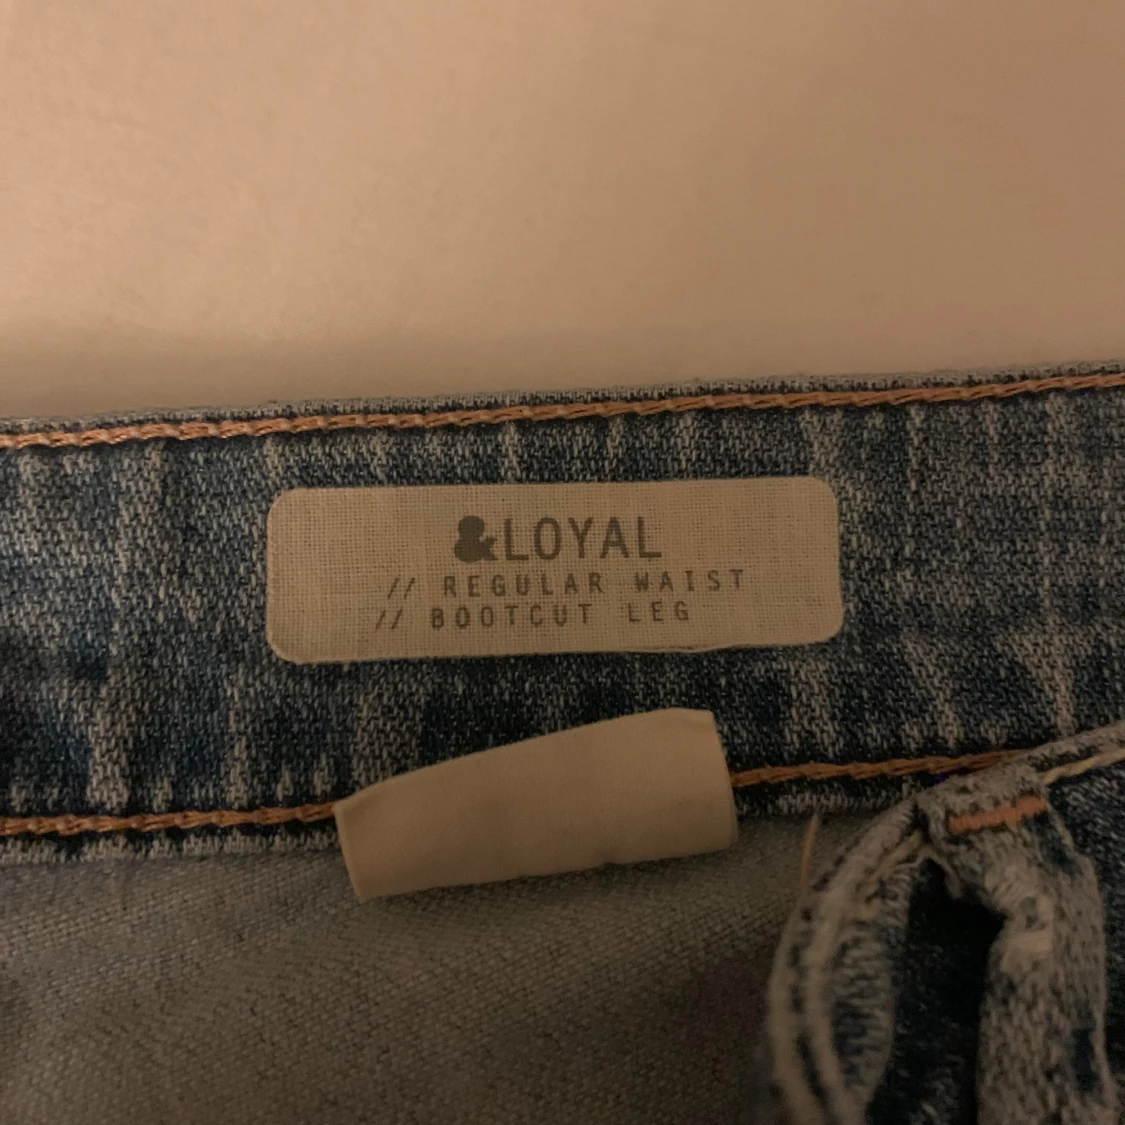 &LOYAL
// REGULAR WAIST
// BOOTCUT LEG